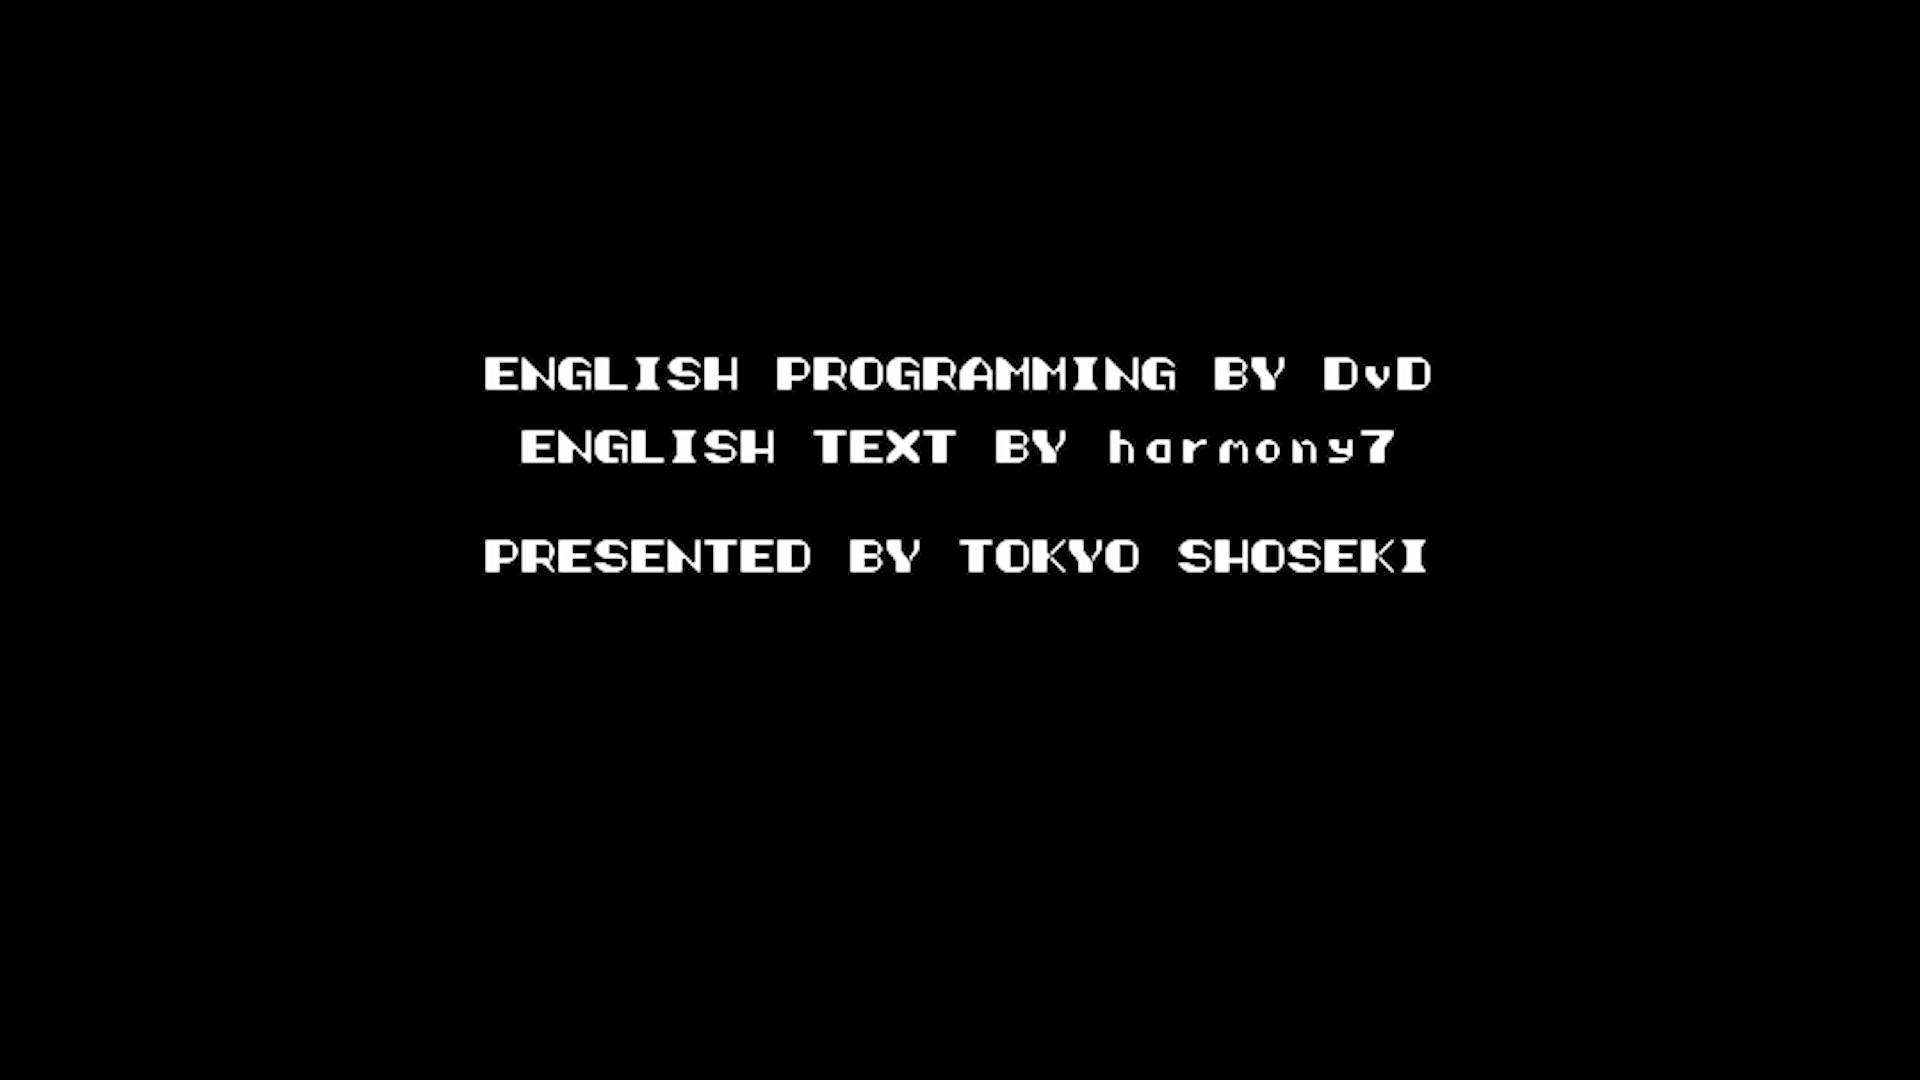 ENGLISH PROGRAMMING BY DvD
ENGLISH TEXT BY harmony7
PRESENTED BY TOKYO SHOSEKI